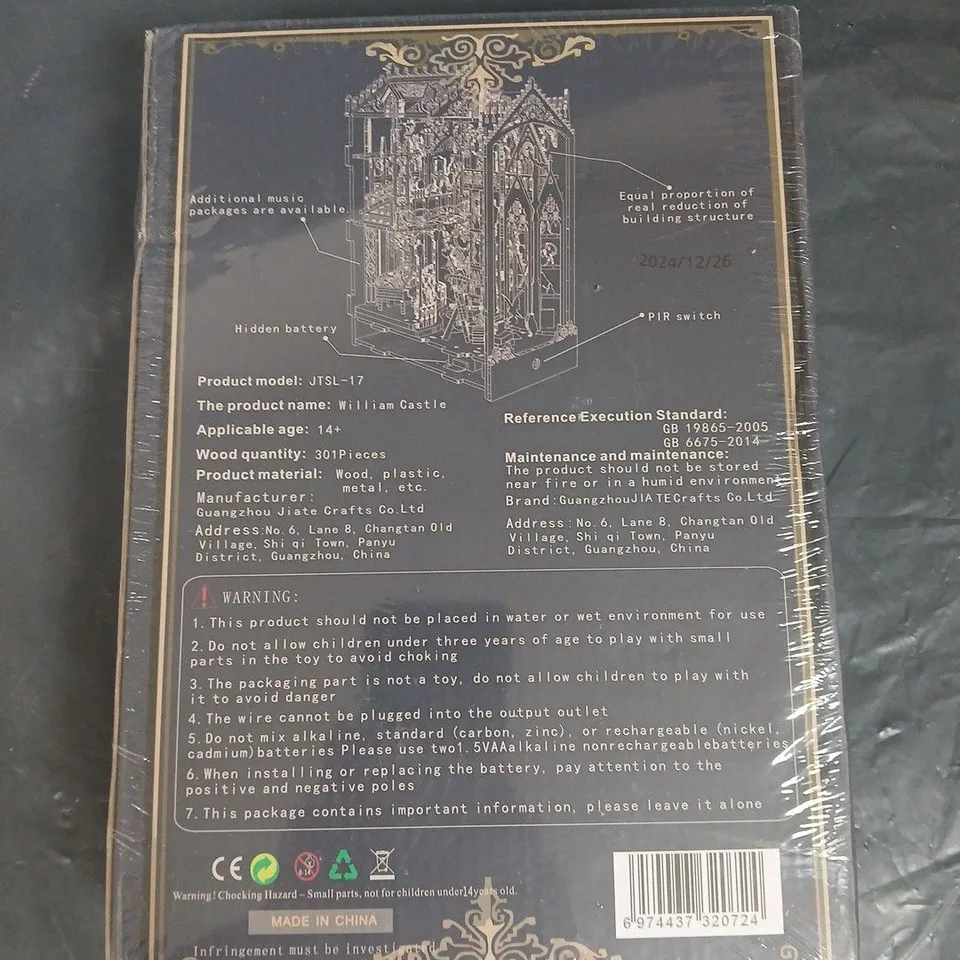 Additional music
packages are available.
Equal proportion of
real reduction of
building structure
2024/12/26
PIR switch
Hidden battery
Product model: JTSL-17
The product name: William Castle
Applicable age: 14+
Wood quantity: 301Pieces
Product material: Wood, plastic,
metal, etc.
Manufacturer:
Guangzhou Jiate Crafts Co.Ltd
Address:No.6, Lane 8, Changtan Old
Village, Shi qi Town, Panyu
District, Guangzhou, China
Reference Execution Standard:
GB 19865-2005
GB 6675-2014
Maintenance and maintenance:
The product should not be stored
near fire or in a humid environment
Brand:GuangzhouJIATECrafts Co.Ltd
Address:No.6, Lane 8, Changtan Old
Village, Shi qi Town, Panyu
District, Guangzhou, China
! WARNING:
1. This product should not be placed in water or wet environment for use
2. Do not allow children under three years of age to play with small
parts in the toy to avoid choking
3. The packaging part is not a toy, do not allow children to play with
it to avoid danger
4. The wire cannot be plugged into the output outlet
5. Do not mix alkaline, standard (carbon, zinc), or rechargeable (nickel,
cadmium)batteries Please use two1.5VAAalkaline nonrechargeablebatteries
6. When installing or replacing the battery, pay attention to the
positive and negative poles
7. This package contains important information, please leave it alone
CE 0-14
Warning! Chocking Hazard – Small parts, not for children under14years old.
MADE IN CHINA
6 974437 320724
Infringement must be investigated